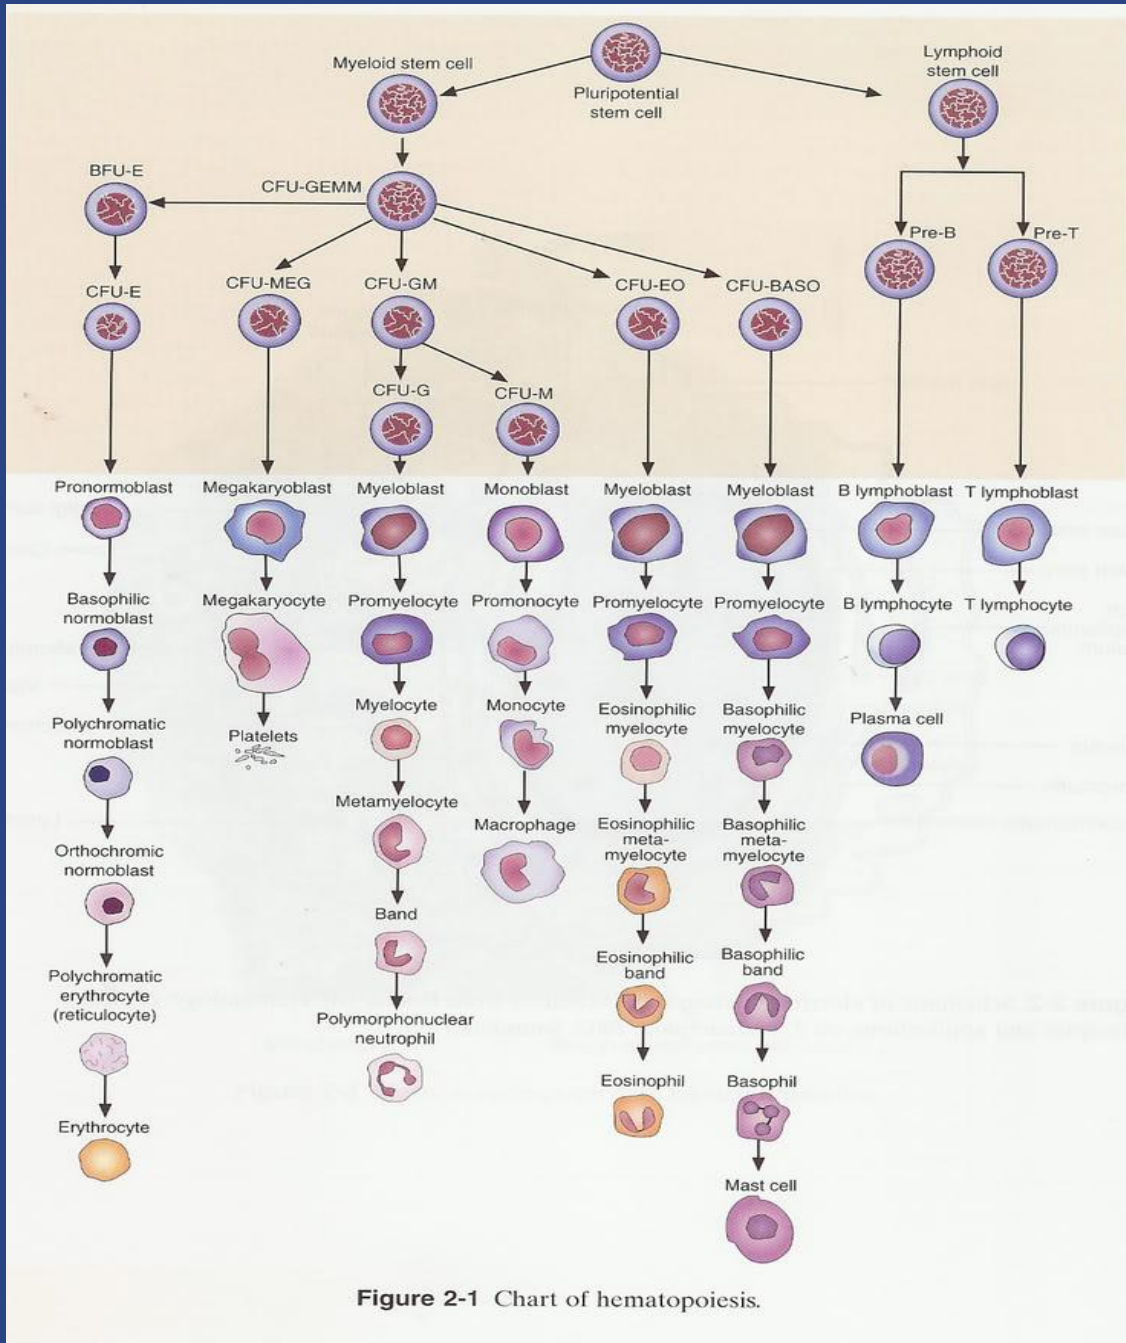 Myeloid stem cell
Pluripotential
stem cell
Lymphoid
stem cell
BFU-E
CFU-GEMM
Pre-B
Pre-T
CFU-E
CFU-MEG
CFU-GM
CFU-EO
CFU-BASO
CFU-G
CFU-M
Pronormoblast
Megakaryoblast
Myeloblast
Monoblast
Myeloblast
Myeloblast
B lymphoblast
T lymphoblast
Basophilic
normoblast
Megakaryocyte
Promyelocyte
Promonocyte
Promyelocyte
Promyelocyte
B lymphocyte
T lymphocyte
Polychromatic
normoblast
Platelets
Myelocyte
Monocyte
Eosinophilic
myelocyte
Basophilic
myelocyte
Plasma cell
Orthochromic
normoblast
Metamyelocyte
Macrophage
Eosinophilic
meta-
myelocyte
Basophilic
meta-
myelocyte
Polychromatic
erythrocyte
(reticulocyte)
Band
Eosinophilic
band
Basophilic
band
Polymorphonuclear
neutrophil
Eosinophil
Basophil
Erythrocyte
Mast cell
Figure 2-1 Chart of hematopoiesis.